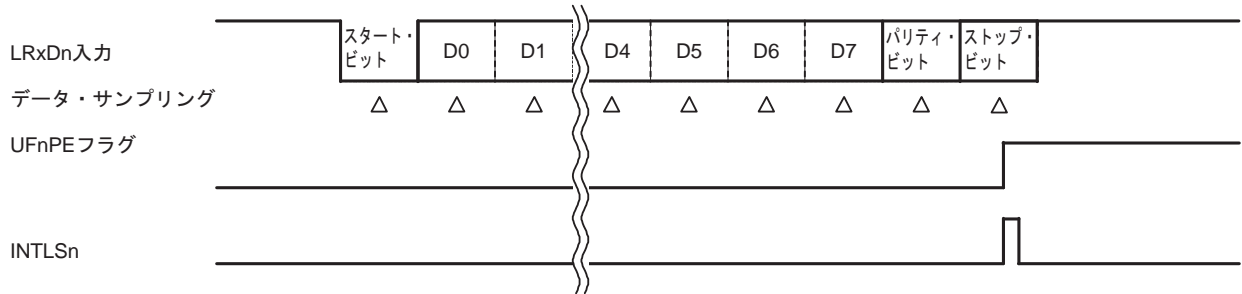 LRxDn入力
スタート・
ビット
D0
D1
D4
D5
D6
D7
パリティ・
ビット
ストップ・
ビット
データ・サンプリング
UFnPEフラグ
INTLSn